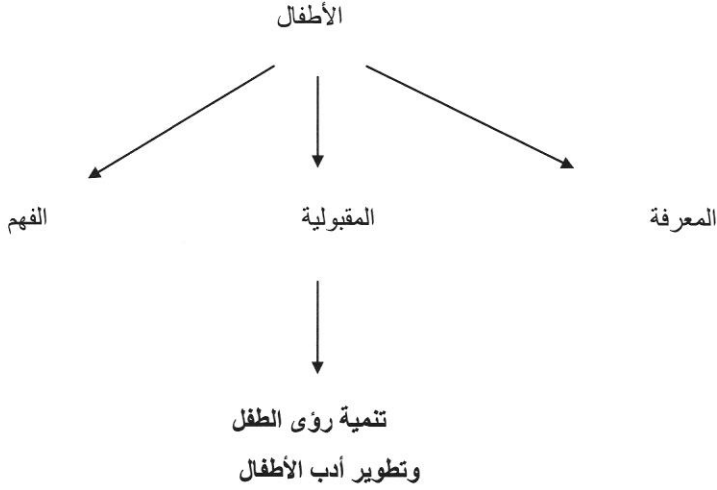 الأطفال
المعرفة
المقبولية
الفهم
تنمية رؤى الطفل
وتطوير أدب الأطفال